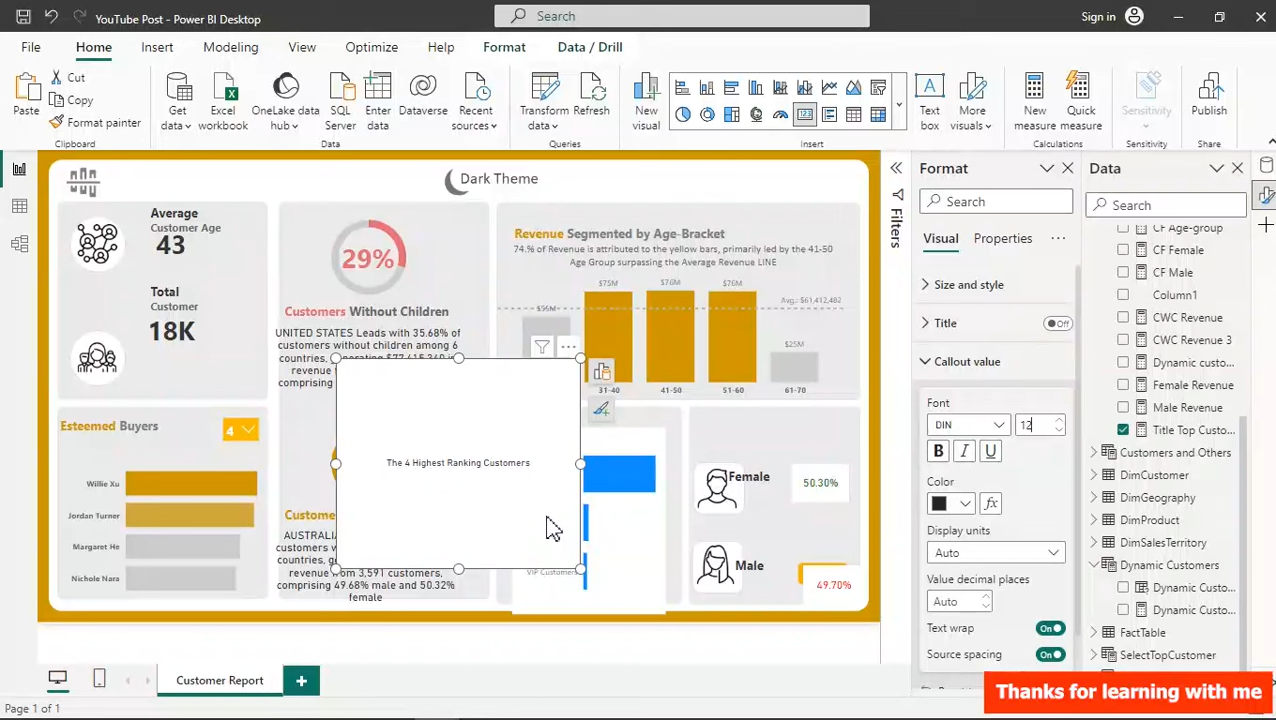 YouTube Post - Power BI Desktop
Search
Sign in
File
Home
Insert
Modeling
View
Optimize
Help
Format
Data / Drill
Paste
Cut
Copy
Format painter
Clipboard
Get data
Excel workbook
OneLake data hub
SQL Server
Enter data
Dataverse
Recent sources
Data
Transform data
Refresh
Queries
New visual
123
Text box
More visuals
Insert
New measure
Quick measure
Calculations
Sensitivity
Sensitivity
Publish
Share
Dark Theme
Average
Customer Age
43
Total
Customer
18K
29%
Customers Without Children
UNITED STATES Leads with 35.68% of
customers without children among 6
Revenue Segmented by Age-Bracket
74.% of Revenue is attributed to the yellow bars, primarily led by the 41-50
Age Group surpassing the Average Revenue LINE
$75M
$76M
$76M
Avg.: $61,412,482
$25M
31-40
41-50
51-60
61-70
Esteemed Buyers
4
Willie Xu
Jordan Turner
Margaret He
Nichole Nara
The 4 Highest Ranking Customers
revenue from 3,591 customers,
comprising 49.68% male and 50.32%
female
VIP Customers
Female
50.30%
Male
49.70%
Filters
Format
Search
Visual
Properties
Size and style
Title
Off
Callout value
Font
DIN
12
B I U
Color
fx
Display units
Auto
Value decimal places
Auto
Text wrap
On
Source spacing
On
Data
Search
CF Age-group
CF Female
CF Male
Column1
CWC Revenue
CWC Revenue 3
Dynamic custo...
Female Revenue
Male Revenue
Title Top Custo...
Customers and Others
DimCustomer
DimGeography
DimProduct
DimSalesTerritory
Dynamic Customers
Dynamic Custo...
Dynamic Custo...
FactTable
SelectTopCustomer
Customer Report
Page 1 of 1
Thanks for learning with me